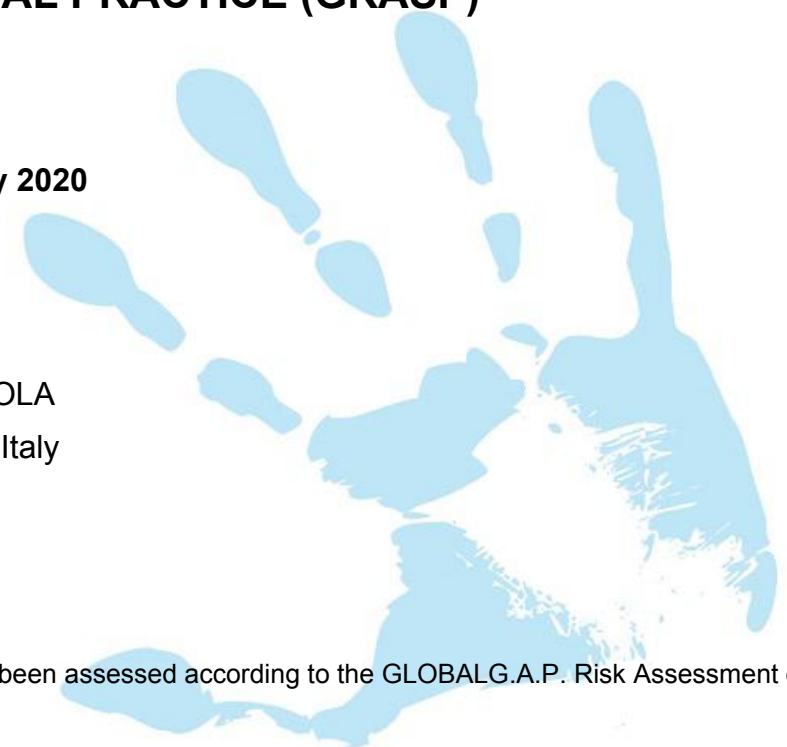 AL PRACTICE (GRASP)
y 2020
OLA
Italy
been assessed according to the GLOBALG.A.P. Risk Assessment